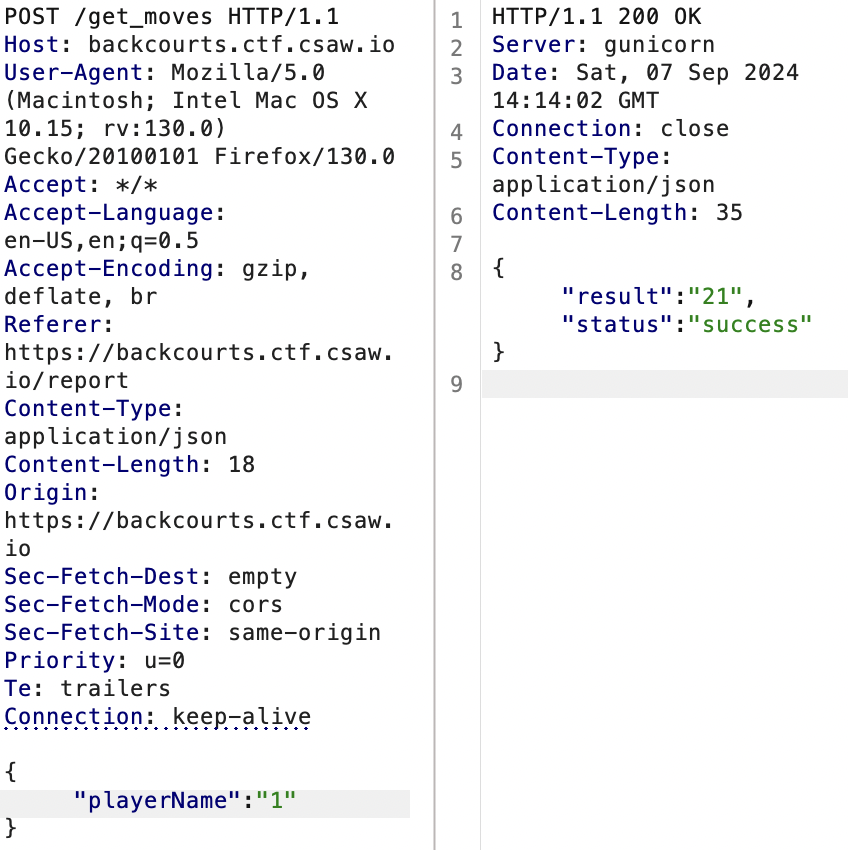 POST /get_moves HTTP/1.1
Host: backcourts.ctf.csaw.io
User-Agent: Mozilla/5.0
(Macintosh; Intel Mac OS X
10.15; rv:130.0)
Gecko/20100101 Firefox/130.0
Accept: */*
Accept-Language:
en-US,en;q=0.5
Accept-Encoding: gzip,
deflate, br
Referer:
https://backcourts.ctf.csaw.
io/report
Content-Type:
application/json
Content-Length: 18
Origin:
https://backcourts.ctf.csaw.
io
Sec-Fetch-Dest: empty
Sec-Fetch-Mode: cors
Sec-Fetch-Site: same-origin
Priority: u=0
Te: trailers
Connection: keep-alive
{
"playerName":"1"
}
1 HTTP/1.1 200 OK
2 Server: gunicorn
3 Date: Sat, 07 Sep 2024
14:14:02 GMT
4 Connection: close
5 Content-Type:
application/json
6 Content-Length: 35
7
8 {
"result":"21",
"status":"success"
}
9